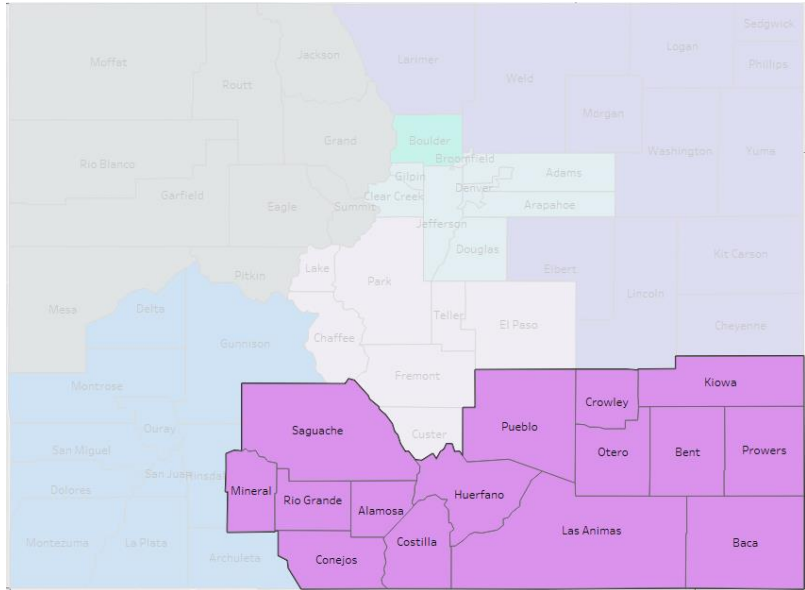 Sedgwick
Jackson
Larimer
Logan
Moffat
Phillips
Routt
Weld
Morgan
Grand
Boulder
Washington
Yuma
Rio Blanco
Broomfield
Gilpin
Adams
Denver
Garfield
Clear Creek
Eagle
Summit
Arapahoe
Jefferson
Douglas
Kit Carson
Elbert
Lake
Pitkin
Park
Lincoln
Mesa
Delta
Teller
El Paso
Cheyenne
Chaffee
Gunnison
Fremont
Montrose
Kiowa
Crowley
Ouray
Saguache
Custer
Pueblo
San Miguel
Otero
Bent
Prowers
San Juan
Hinsdale
Dolores
Mineral
Rio Grande
Huerfano
Alamosa
Las Animas
Montezuma
La Plata
Costilla
Baca
Archuleta
Conejos